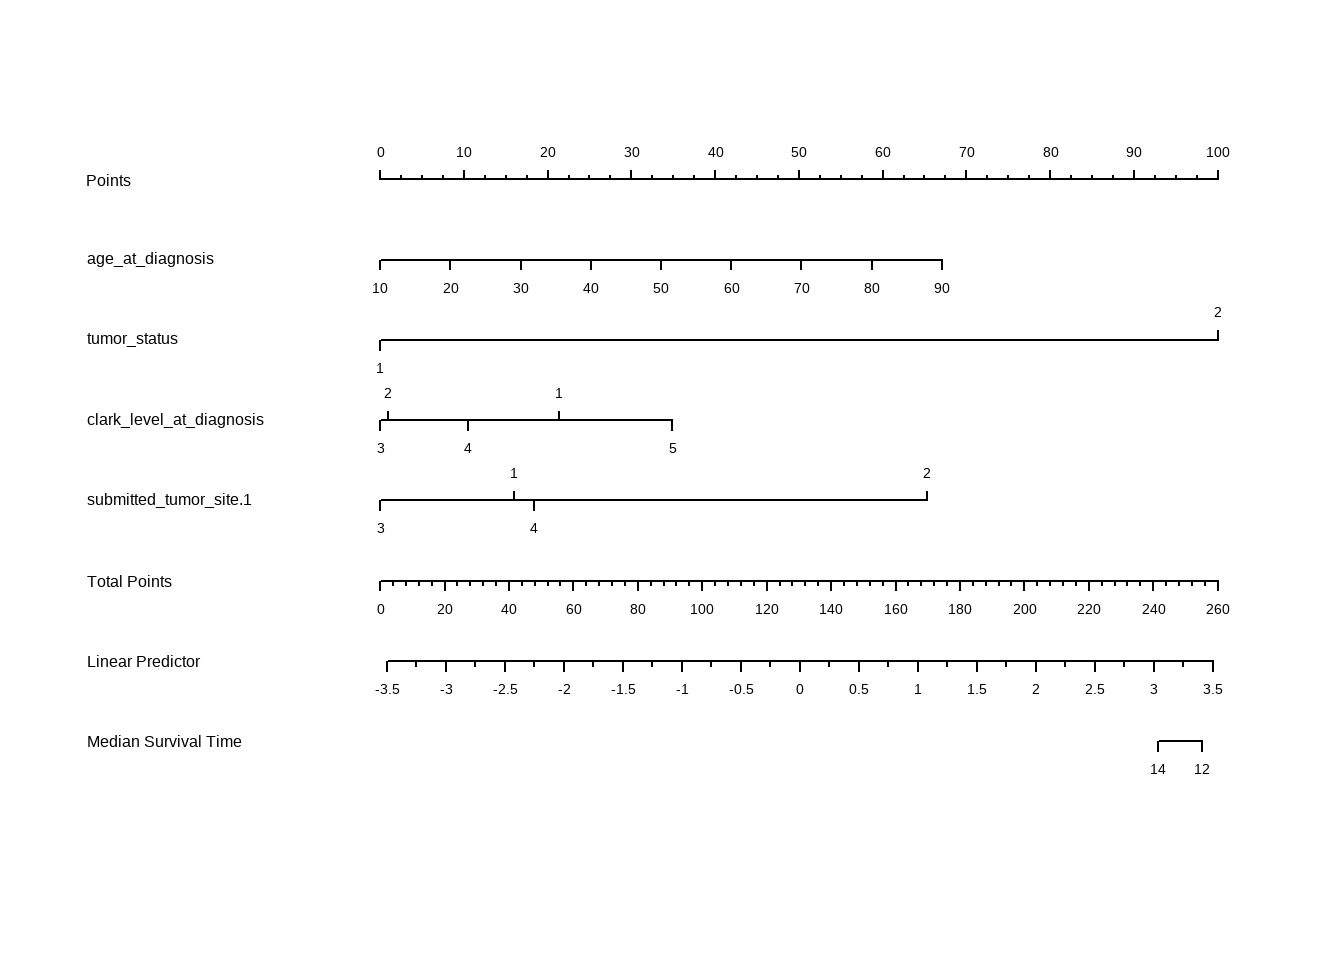 0 10 20 30 40 50 60 70 80 90 100
Points
age_at_diagnosis
10 20 30 40 50 60 70 80 90
2
tumor_status
1
2 1
clark_level_at_diagnosis
3 4 5
1 2
submitted_tumor_site.1
3 4
Total Points
0 20 40 60 80 100 120 140 160 180 200 220 240 260
Linear Predictor
-3.5 -3 -2.5 -2 -1.5 -1 -0.5 0 0.5 1 1.5 2 2.5 3 3.5
Median Survival Time
14 12